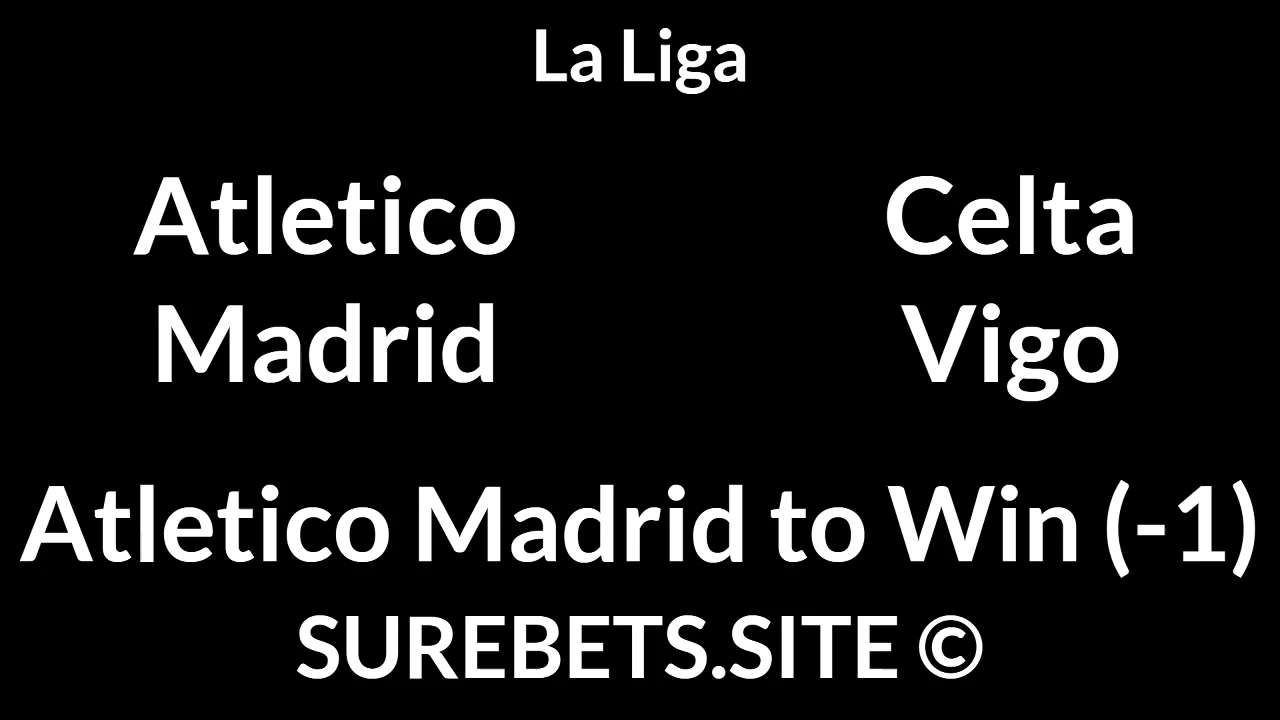 La Liga
Atletico Madrid
Celta Vigo
Atletico Madrid to Win (-1)
SUREBETS.SITE ©